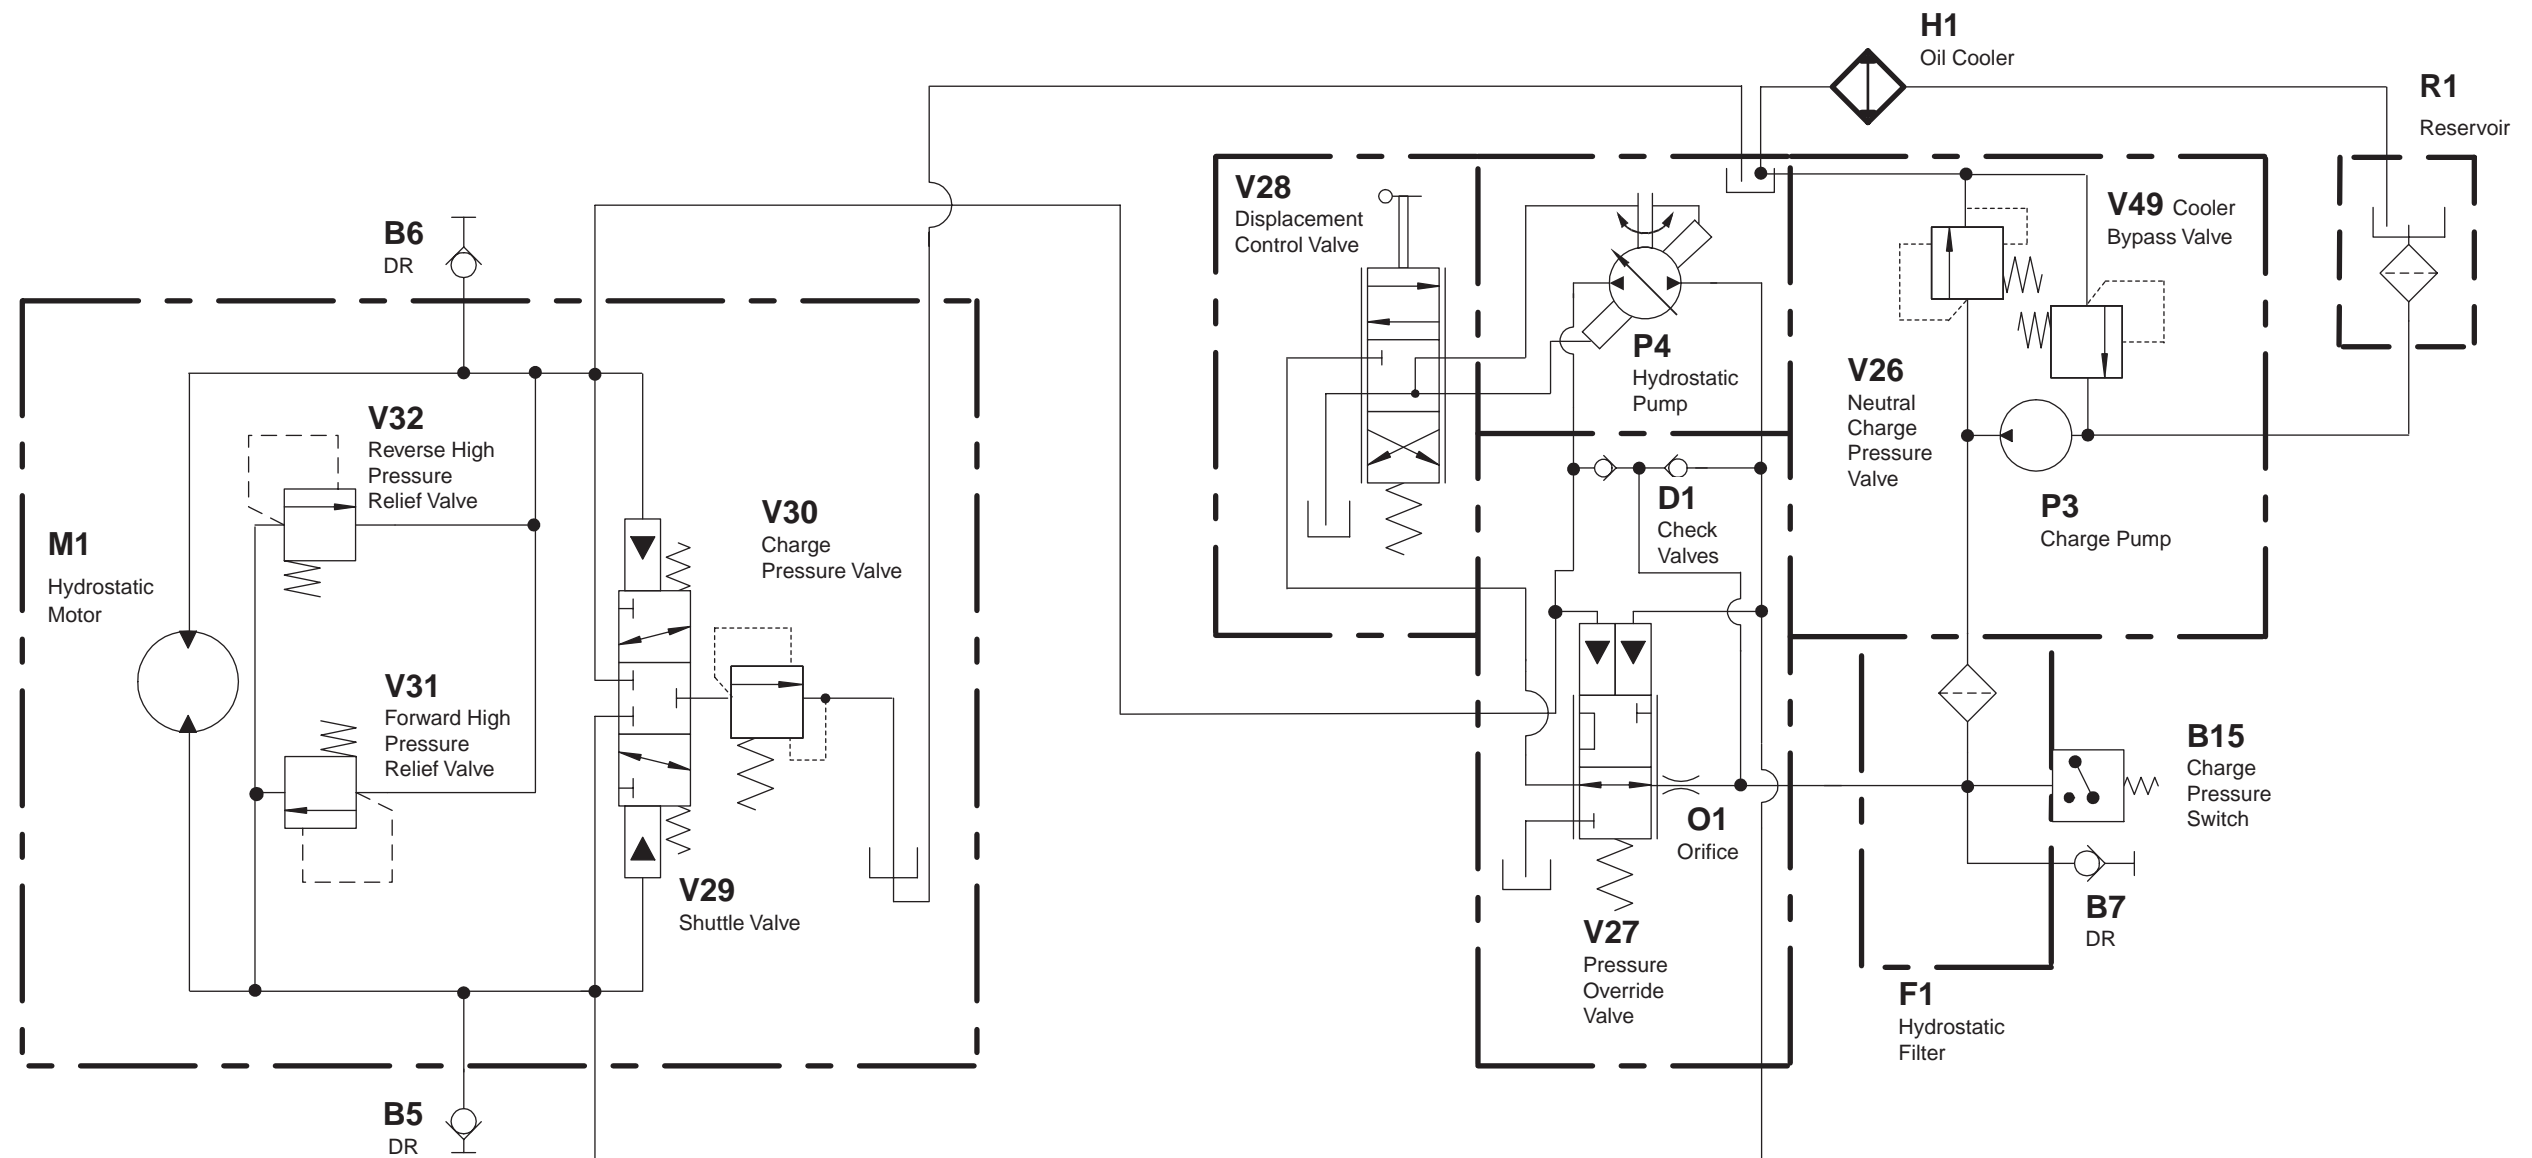 H1
Oil Cooler
R1
Reservoir
V28
Displacement
Control Valve
V49 Cooler
Bypass Valve
B6
DR
P4
Hydrostatic
Pump
V26
Neutral
Charge
Pressure
Valve
V32
Reverse High
Pressure
Relief Valve
M1
Hydrostatic
Motor
V30
Charge
Pressure Valve
D1
Check
Valves
P3
Charge Pump
V31
Forward High
Pressure
Relief Valve
V29
Shuttle Valve
O1
Orifice
B15
Charge
Pressure
Switch
V27
Pressure
Override
Valve
B7
DR
F1
Hydrostatic
Filter
B5
DR